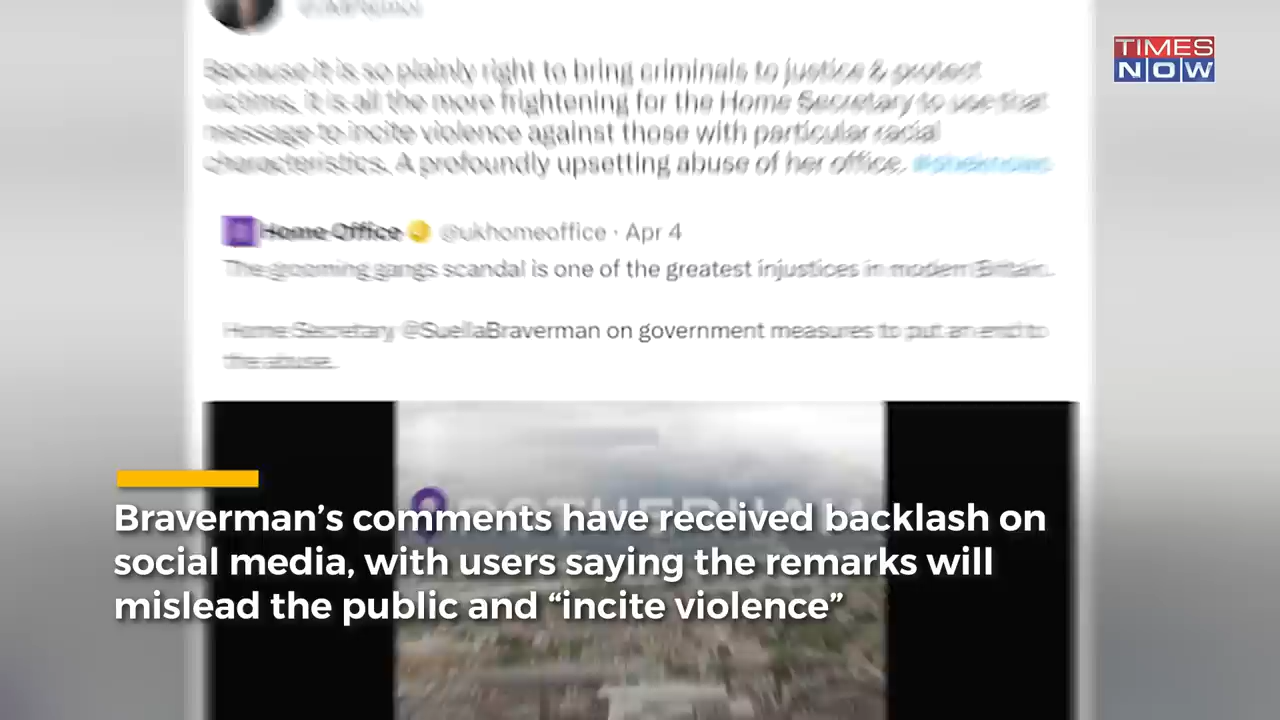 TIMES
NOW
Because it is so plainly right to bring criminals to justice & protect
victims, it is all the more frightening for the Home Secretary to use that
message to incite violence against those with particular racial
characteristics. A profoundly upsetting abuse of her office.
Home Office @ukhomeoffice · Apr 4
The grooming gangs scandal is one of the greatest injustices in modern Britain.
Home Secretary @SuellaBraverman on government measures to put an end to
the abuse.
ROTHERHAM
Braverman’s comments have received backlash on
social media, with users saying the remarks will
mislead the public and “incite violence”